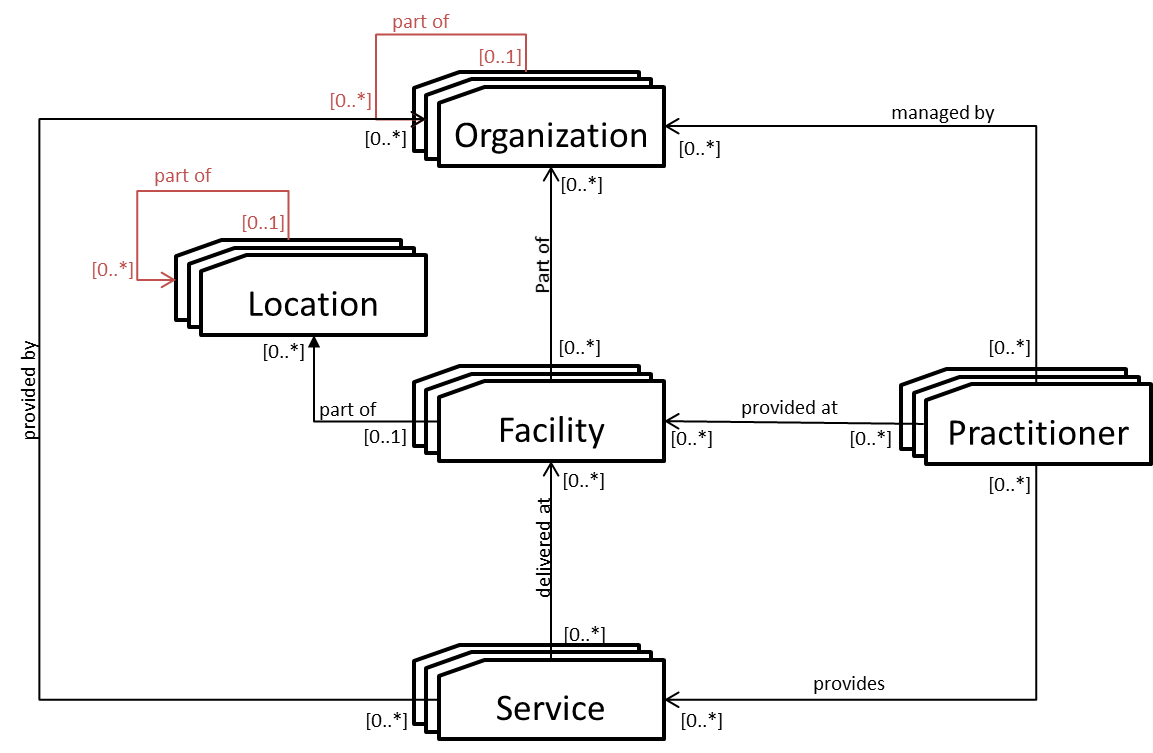 part of
[0..1]
[0..*]
managed by
[0..*]
Organization
[0..*]
part of
[0..*]
[0..1]
Part of
[0..*]
Location
provided by
[0..*]
[0..*]
[0..*]
part of
provided at
[0..1]
Facility
[0..*]
[0..*]
Practitioner
[0..*]
[0..*]
delivered at
[0..*]
provides
Service
[0..*]
[0..*]